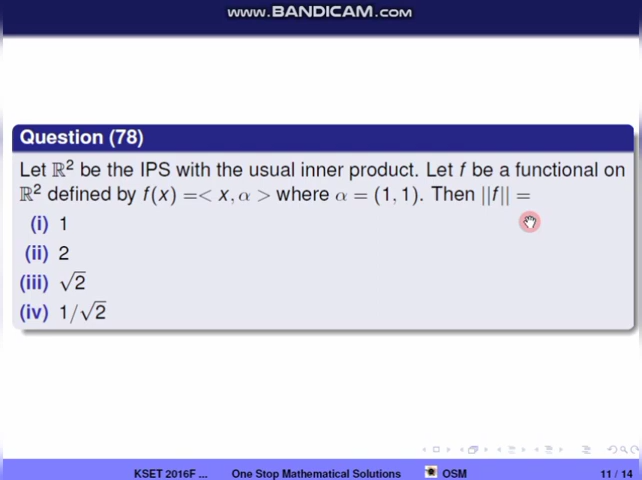 www.BANDICAM.com
Question (78)
Let ℝ² be the IPS with the usual inner product. Let f be a functional on
ℝ² defined by f(x) =< x, α > where α = (1, 1). Then ||f|| =
(i) 1
(ii) 2
(iii) √2
(iv) 1/√2
KSET 2016F ... One Stop Mathematical Solutions OSM 11 / 14